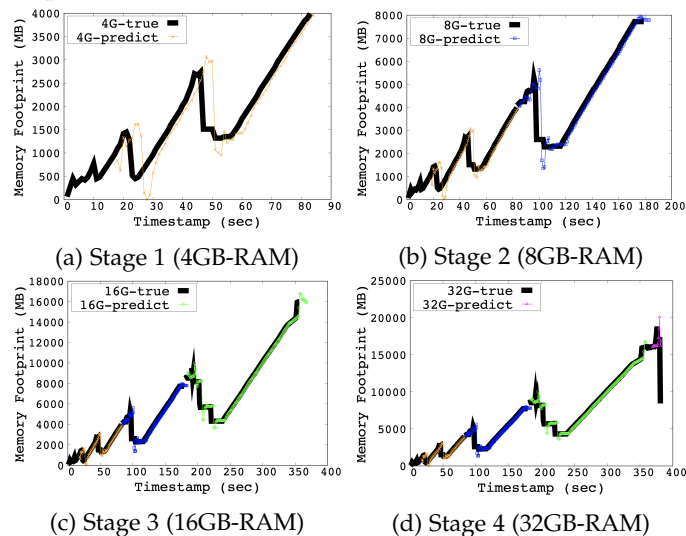 4G-true
4G-predict
Memory Footprint (MB)
4000
3500
3000
2500
2000
1500
1000
500
0
0 10 20 30 40 50 60 70 80 90
Timestamp (sec)
(a) Stage 1 (4GB-RAM)
8G-true
8G-predict
Memory Footprint (MB)
8000
7000
6000
5000
4000
3000
2000
1000
0
0 20 40 60 80 100 120 140 160 180 200
Timestamp (sec)
(b) Stage 2 (8GB-RAM)
16G-true
16G-predict
Memory Footprint (MB)
18000
16000
14000
12000
10000
8000
6000
4000
2000
0
0 50 100 150 200 250 300 350 400
Timestamp (sec)
(c) Stage 3 (16GB-RAM)
32G-true
32G-predict
Memory Footprint (MB)
25000
20000
15000
10000
5000
0
0 50 100 150 200 250 300 350 400
Timestamp (sec)
(d) Stage 4 (32GB-RAM)